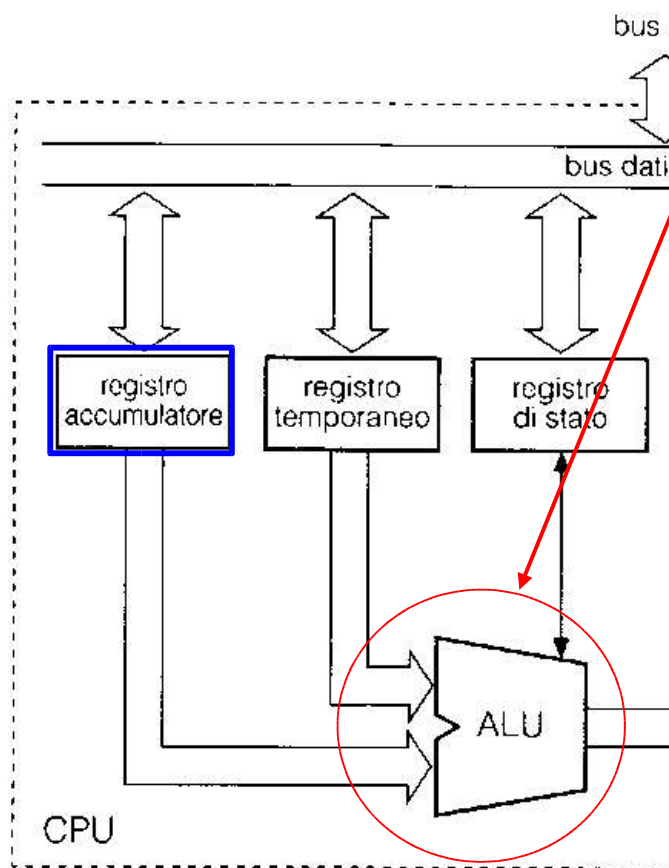 bus
bus dati
registro
accumulatore
registro
temporaneo
registro
di stato
ALU
CPU